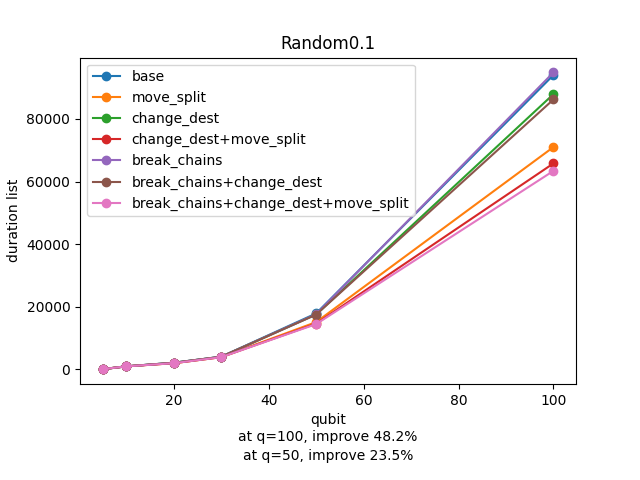 Random0.1
base
move_split
change_dest
change_dest+move_split
break_chains
break_chains+change_dest
break_chains+change_dest+move_split
duration list
80000
60000
40000
20000
0
20 40 60 80 100
qubit
at q=100, improve 48.2%
at q=50, improve 23.5%